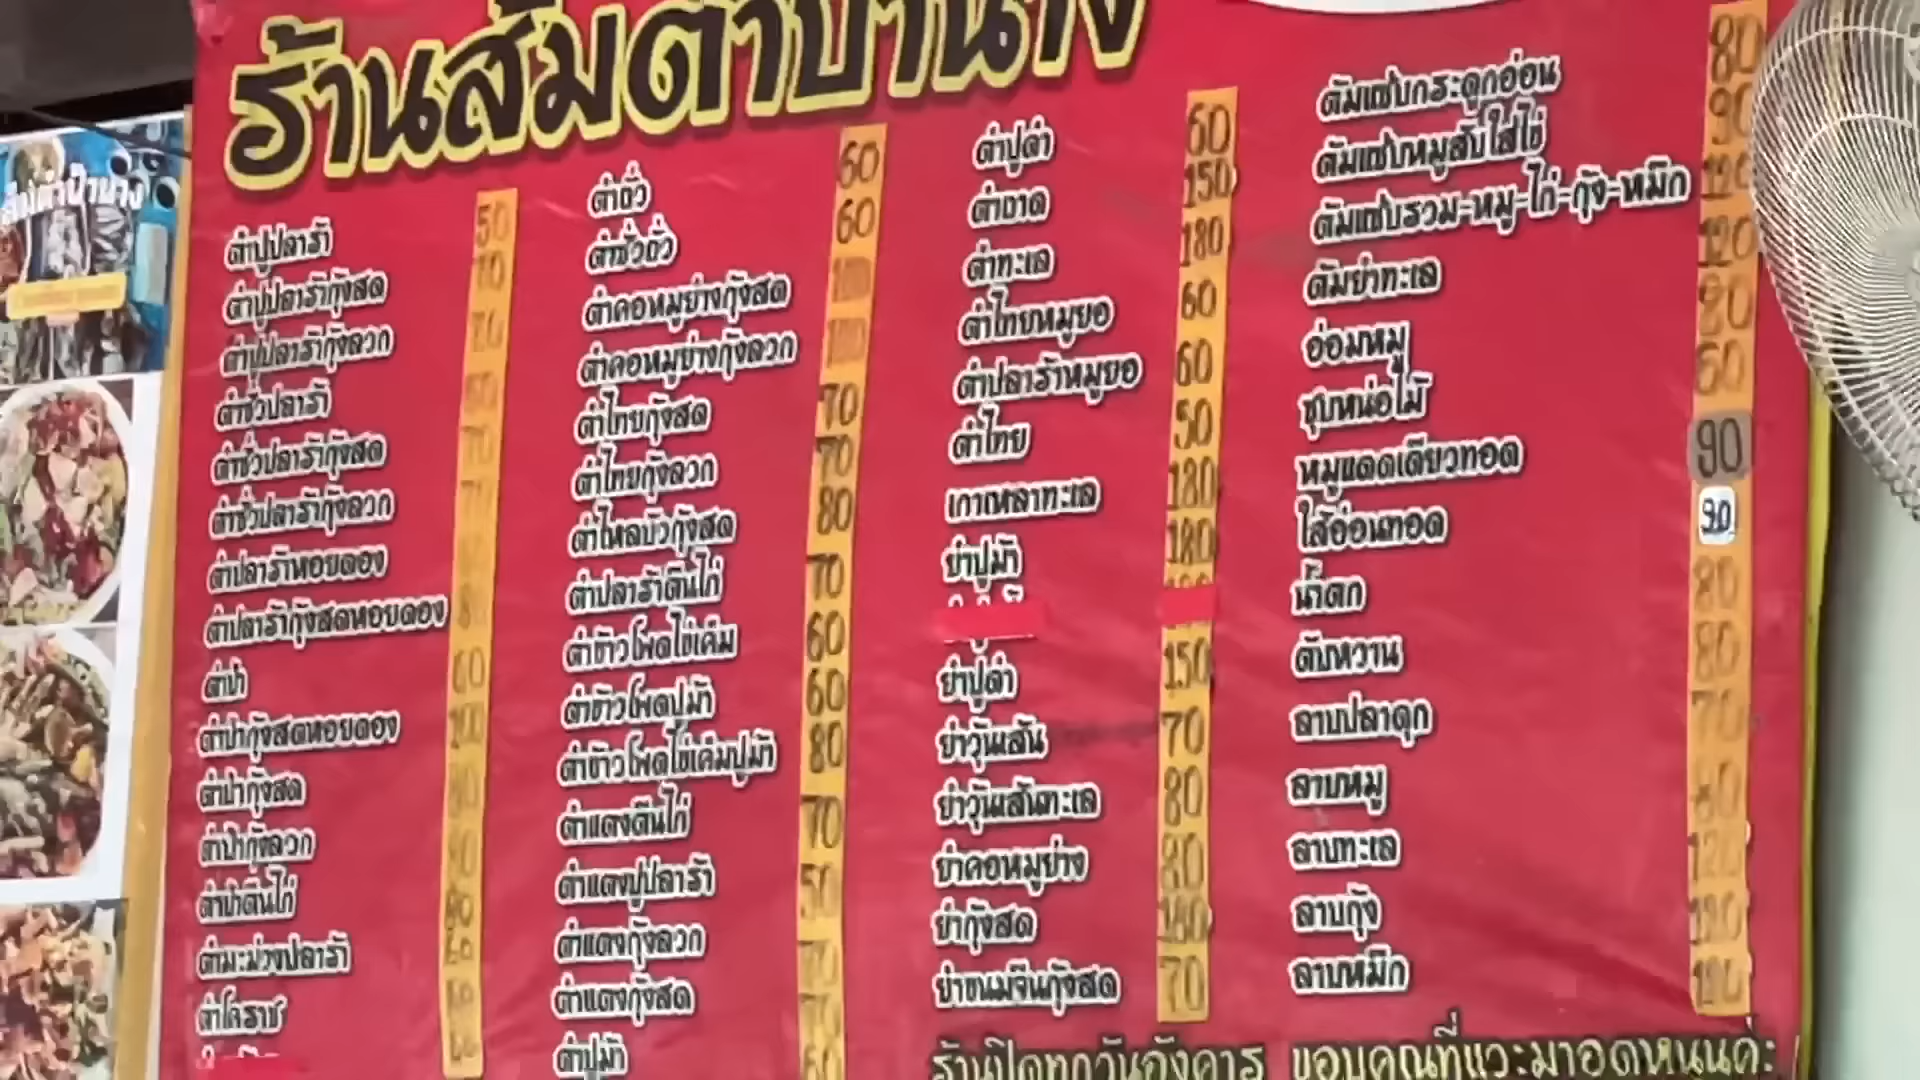 ร้านส้มตำป้านาง
ส้มตำป้านาง
ตำปูปลาร้า 50
ตำปูปลาร้ากุ้งสด 70
ตำปูปลาร้ากุ้งลวก
ตำซั่วปลาร้า
ตำซั่วปลาร้ากุ้งสด 70
ตำซั่วปลาร้ากุ้งลวก
ตำปลาร้าหอยดอง
ตำปลาร้ากุ้งสดหอยดอง 80
ตำป่า 60
ตำป่ากุ้งสดหอยดอง 100
ตำป่ากุ้งสด 80
ตำป่ากุ้งลวก 80
ตำป่าตีนไก่ 80
ตำมะม่วงปลาร้า 60
ตำโคราช
ตำถั่ว 60
ตำซั่วถั่ว 60
ตำคอหมูย่างกุ้งสด 100
ตำคอหมูย่างกุ้งลวก 100
ตำไทยกุ้งสด 70
ตำไทยกุ้งลวก 70
ตำไหลบัวกุ้งสด 80
ตำปลาร้าตีนไก่ 70
ตำข้าวโพดไข่เค็ม 60
ตำข้าวโพดปูม้า 60
ตำข้าวโพดไข่เค็มปูม้า 80
ตำแตงตีนไก่ 70
ตำแตงปูปลาร้า 50
ตำแตงกุ้งลวก 70
ตำแตงกุ้งสด 70
ตำปูม้า 60
ตำปูดำ 60
ตำถาด 150
ตำทะเล 180
ตำไทยหมูยอ 60
ตำปลาร้าหมูยอ 60
ตำไทย 50
เกาเหลาทะเล 180
ยำปูม้า 180
ยำปูดำ 150
ยำวุ้นเส้น 70
ยำวุ้นเส้นทะเล 80
ยำคอหมูย่าง 80
ยำกุ้งสด 180
ยำขนมจีนกุ้งสด 70
ต้มแซ่บกระดูกอ่อน 80
ต้มแซ่บหมูสับใส่ไข่ 90
ต้มแซ่บรวม-หมู-ไก่-กุ้ง-หมึก 120
ต้มยำทะเล 120
อ่อมหมู 80
ซุบหน่อไม้ 60
หมูแดดเดียวทอด 90
ไส้อ่อนทอด 90
น้ำตก 80
ตับหวาน 80
ลาบปลาดุก 70
ลาบหมู 80
ลาบทะเล 120
ลาบกุ้ง 120
ลาบหมึก 120
ร้านปิดทุกวันอังคาร ขอบคุณที่แวะมาอุดหนุนค่ะ